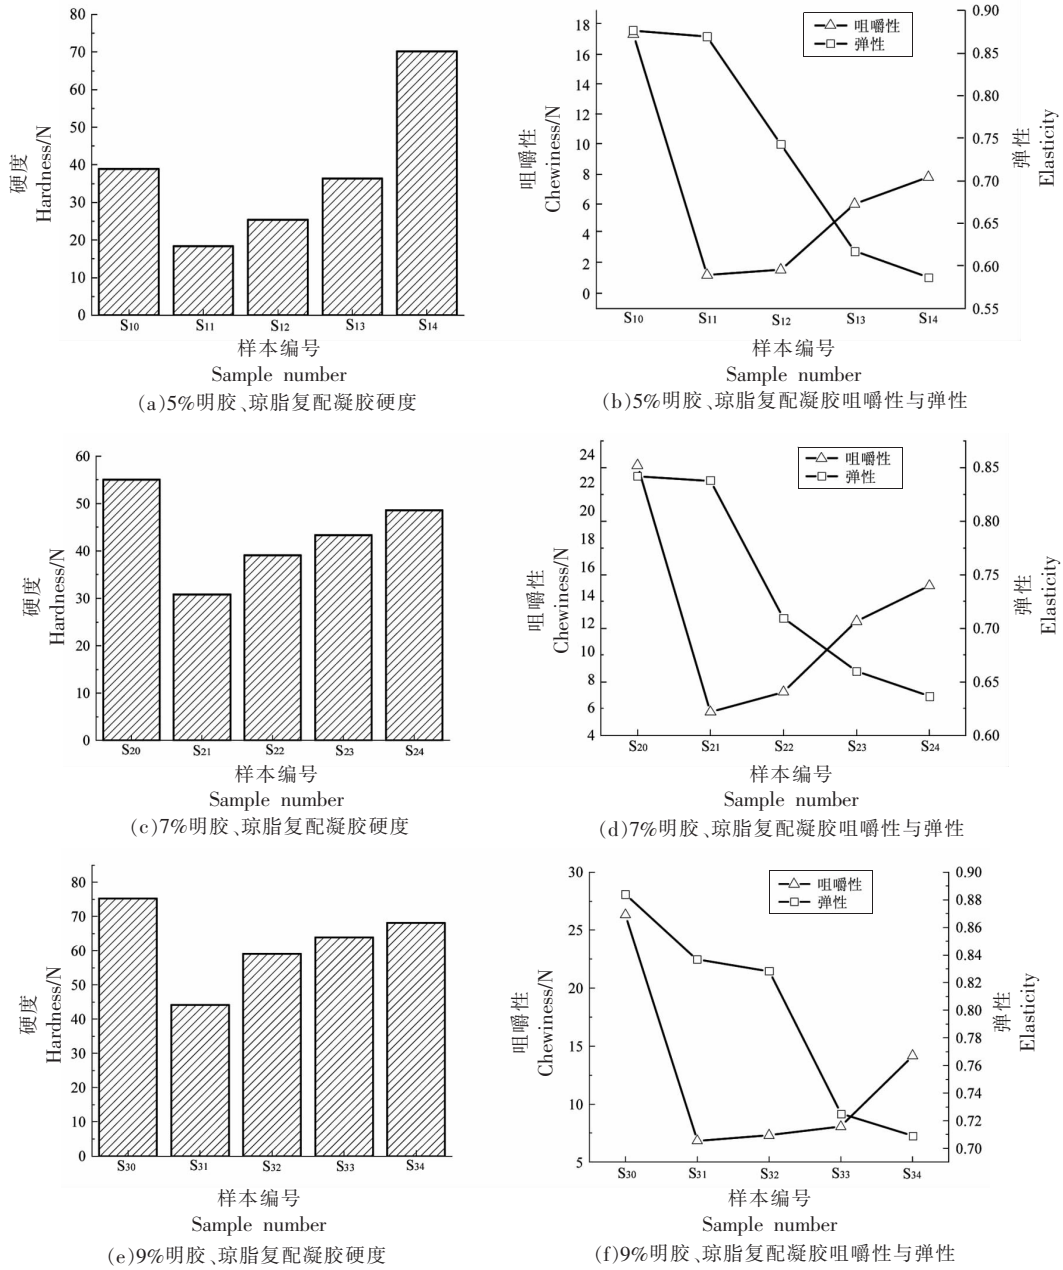 80
70
60
50
40
30
20
10
0
硬度
Hardness/N
S10 S11 S12 S13 S14
样本编号
Sample number
(a)5%明胶、琼脂复配凝胶硬度
咀嚼性
弹性
18
16
14
12
10
8
6
4
2
0
咀嚼性
Chewiness/N
0.90
0.85
0.80
0.75
0.70
0.65
0.60
0.55
弹性
Elasticity
S10 S11 S12 S13 S14
样本编号
Sample number
(b)5%明胶、琼脂复配凝胶咀嚼性与弹性
60
50
40
30
20
10
0
硬度
Hardness/N
S20 S21 S22 S23 S24
样本编号
Sample number
(c)7%明胶、琼脂复配凝胶硬度
咀嚼性
弹性
24
22
20
18
16
14
12
10
8
6
4
咀嚼性
Chewiness/N
0.85
0.80
0.75
0.70
0.65
0.60
弹性
Elasticity
S20 S21 S22 S23 S24
样本编号
Sample number
(d)7%明胶、琼脂复配凝胶咀嚼性与弹性
80
70
60
50
40
30
20
10
0
硬度
Hardness/N
S30 S31 S32 S33 S34
样本编号
Sample number
(e)9%明胶、琼脂复配凝胶硬度
咀嚼性
弹性
30
25
20
15
10
5
咀嚼性
Chewiness/N
0.90
0.88
0.86
0.84
0.82
0.80
0.78
0.76
0.74
0.72
0.70
弹性
Elasticity
S30 S31 S32 S33 S34
样本编号
Sample number
(f)9%明胶、琼脂复配凝胶咀嚼性与弹性